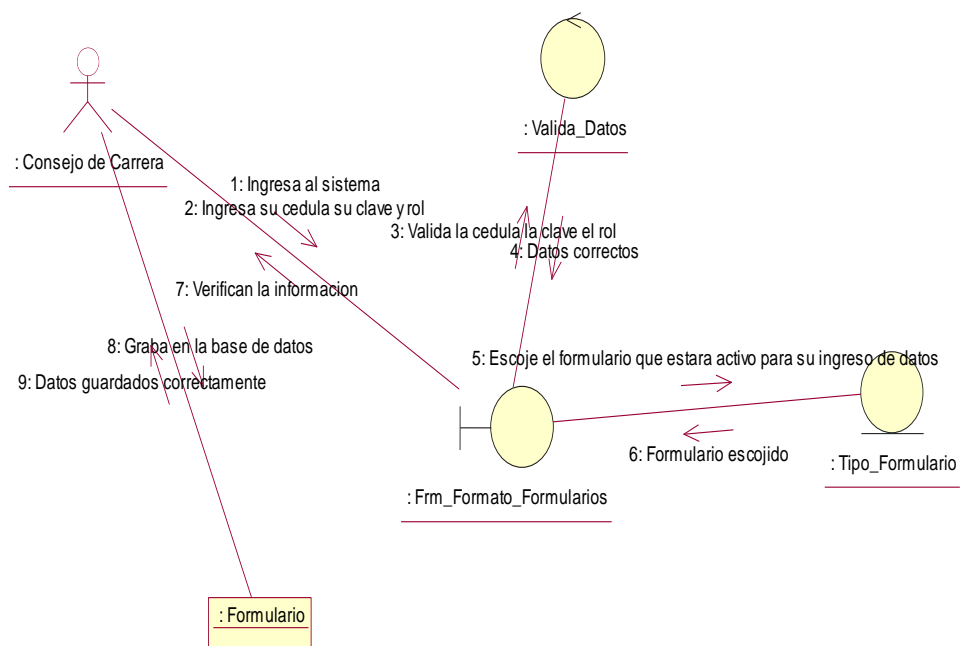 : Valida_Datos
: Consejo de Carrera
1: Ingresa al sistema
2: Ingresa su cedula su clave y rol
3: Valida la cedula la clave el rol
4: Datos correctos
7: Verifican la informacion
8: Graba en la base de datos
5: Escoje el formulario que estara activo para su ingreso de datos
9: Datos guardados correctamente
6: Formulario escojido
: Tipo_Formulario
: Frm_Formato_Formularios
: Formulario